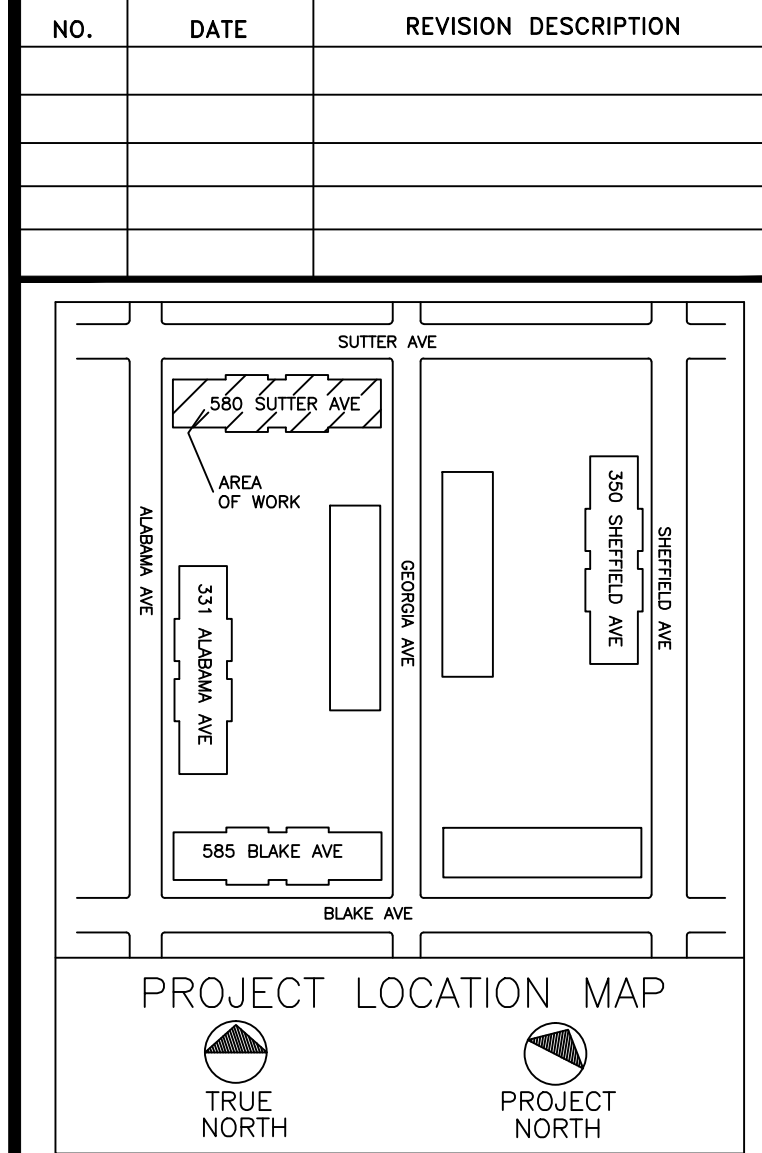 NO. DATE REVISION DESCRIPTION
SUTTER AVE
580 SUTTER AVE
AREA
OF WORK
ALABAMA AVE
331 ALABAMA AVE
GEORGIA AVE
350 SHEFFIELD AVE
SHEFFIELD AVE
585 BLAKE AVE
BLAKE AVE
PROJECT LOCATION MAP
TRUE
NORTH
PROJECT
NORTH